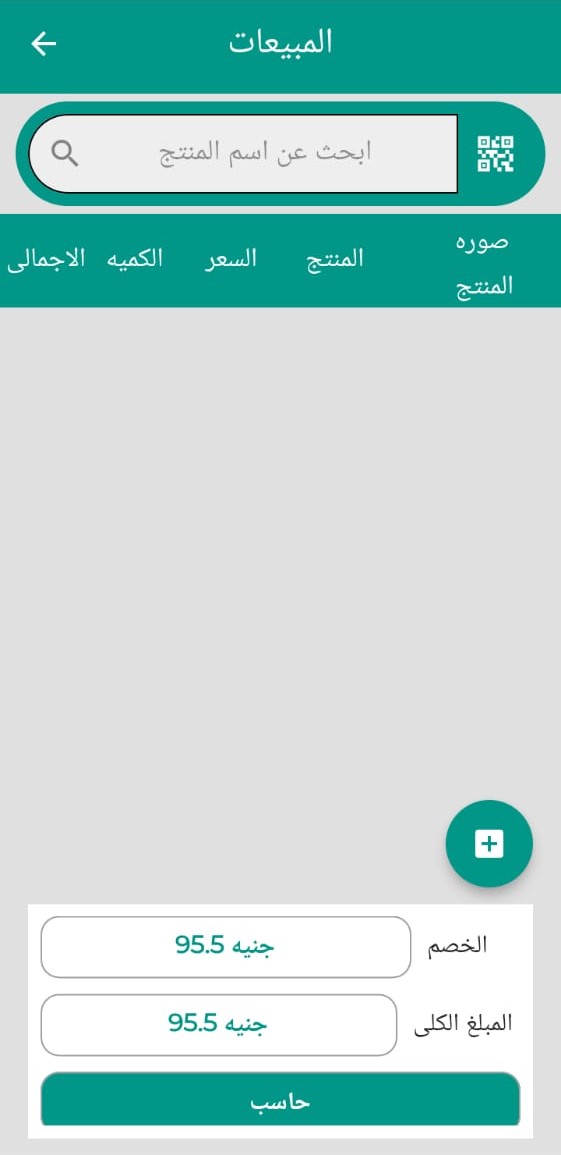 المبيعات
ابحث عن اسم المنتج
صوره
المنتج
المنتج
السعر
الكميه
الاجمالى
الخصم
95.5 جنيه
المبلغ الكلى
95.5 جنيه
حاسب